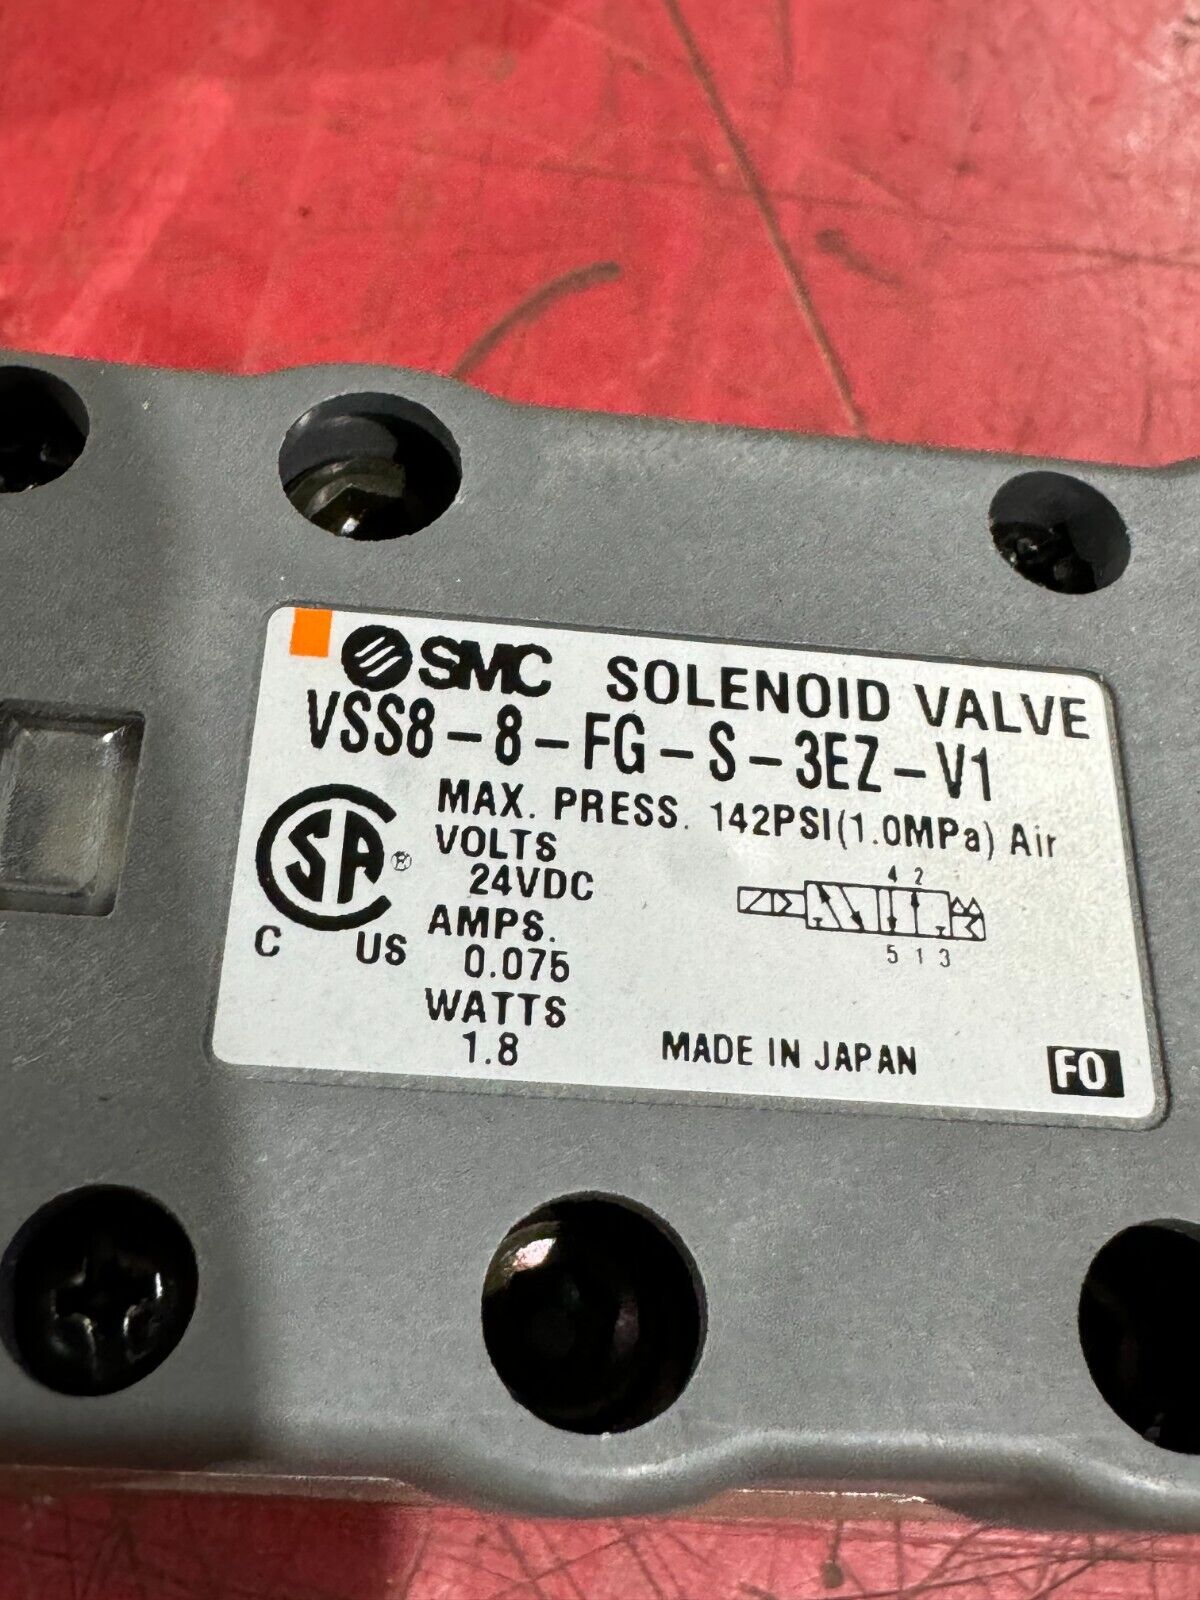 SMC SOLENOID VALVE
VSS8-8-FG-S-3EZ-V1
MAX. PRESS. 142PSI(1.0MPa) Air
SA ®
C US
VOLTS
24VDC
AMPS.
0.075
WATTS
1.8
4 2
5 1 3
MADE IN JAPAN
FO